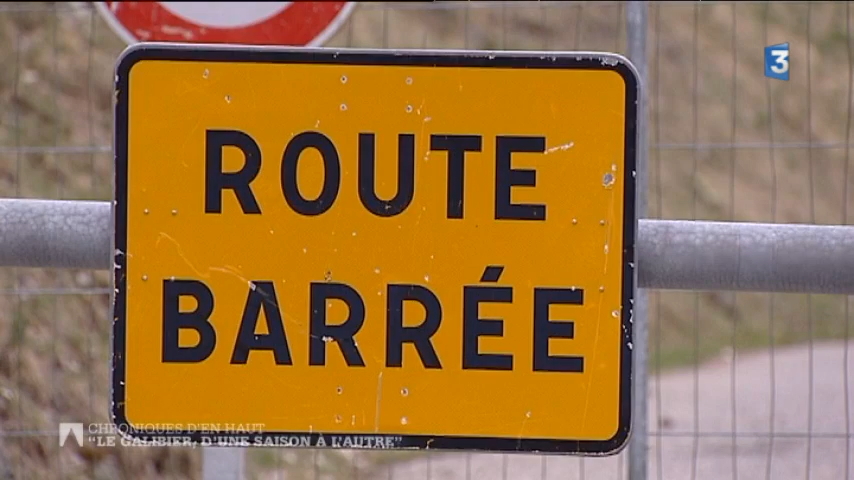 3
ROUTE
BARRÉE
CHRONIQUES D'EN HAUT
"LE GALIBIER, D'UNE SAISON À L'AUTRE"